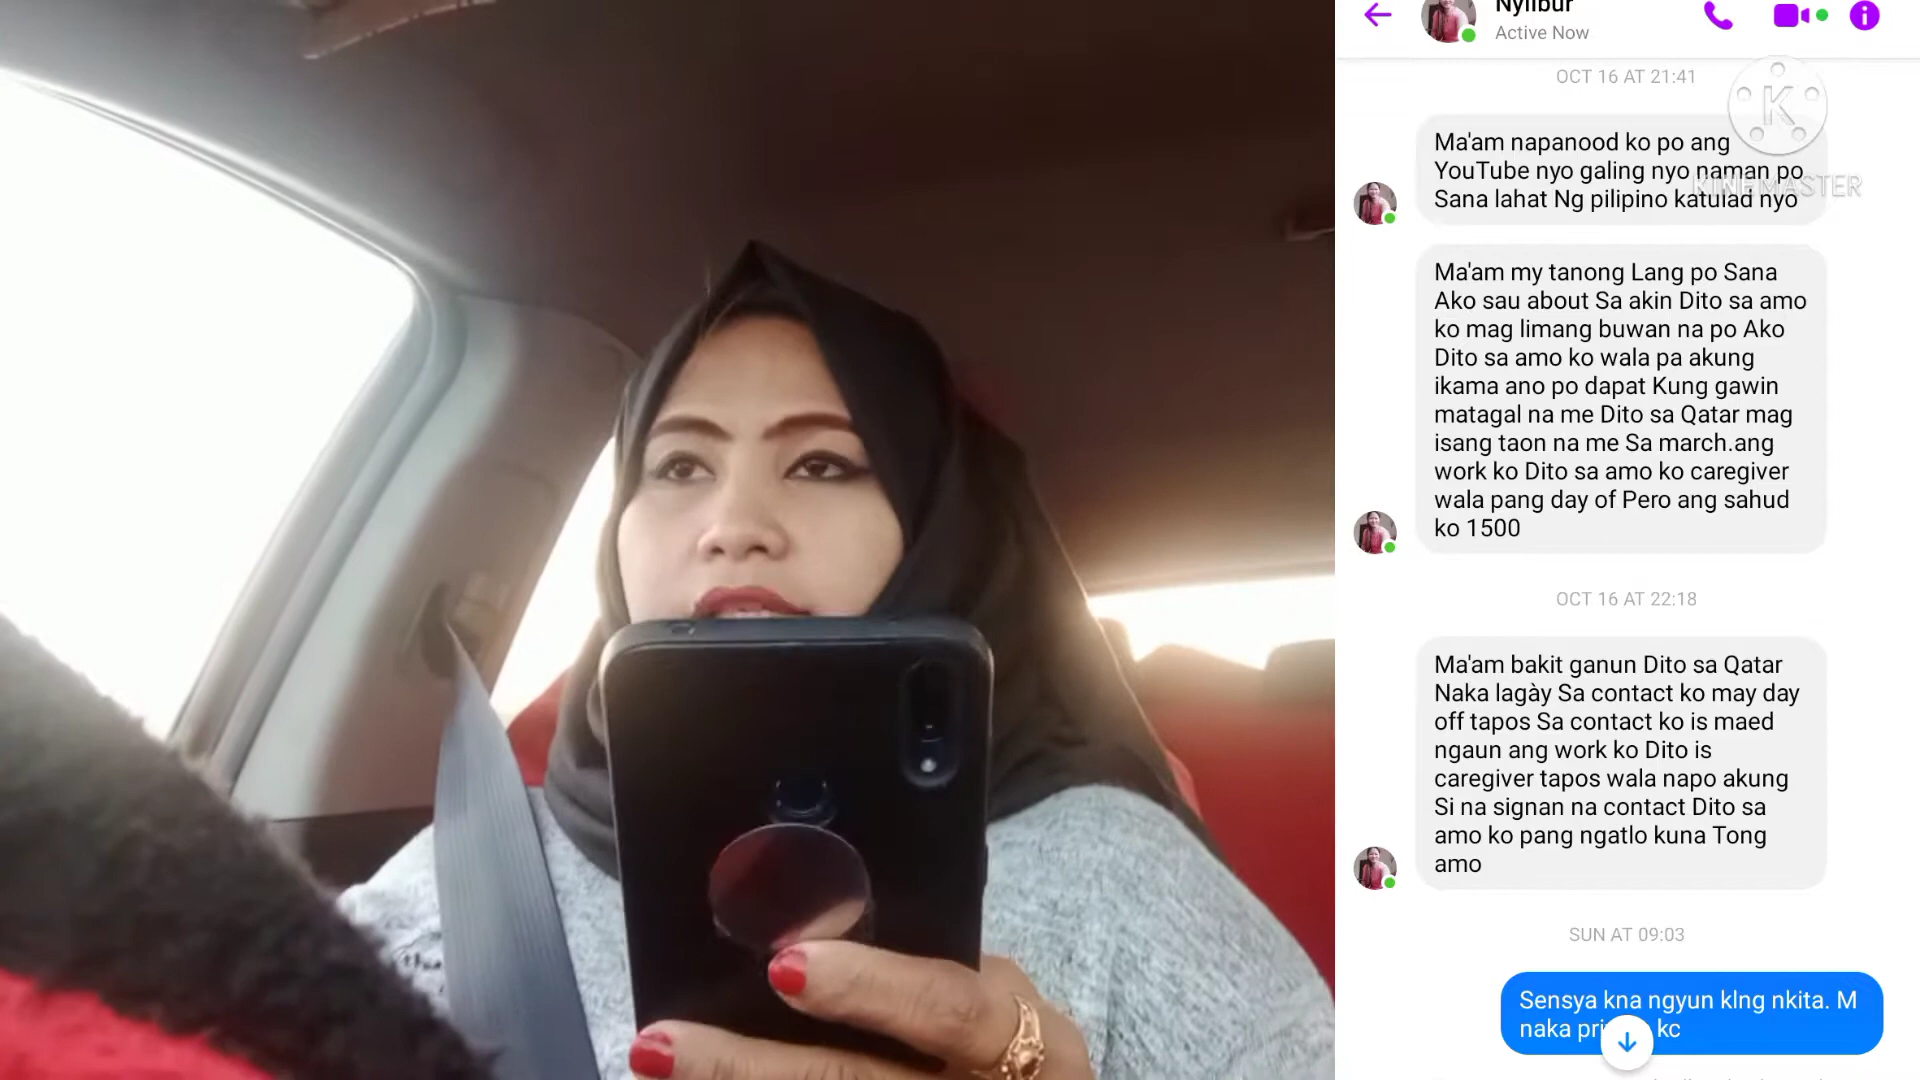 Nylibur
Active Now
OCT 16 AT 21:41
Ma'am napanood ko po ang
YouTube nyo galing nyo naman po
Sana lahat Ng pilipino katulad nyo
K
KINEMASTER
Ma'am my tanong Lang po Sana
Ako sau about Sa akin Dito sa amo
ko mag limang buwan na po Ako
Dito sa amo ko wala pa akung
ikama ano po dapat Kung gawin
matagal na me Dito sa Qatar mag
isang taon na me Sa march.ang
work ko Dito sa amo ko caregiver
wala pang day of Pero ang sahud
ko 1500
OCT 16 AT 22:18
Ma'am bakit ganun Dito sa Qatar
Naka lagày Sa contact ko may day
off tapos Sa contact ko is maed
ngaun ang work ko Dito is
caregiver tapos wala napo akung
Si na signan na contact Dito sa
amo ko pang ngatlo kuna Tong
amo
SUN AT 09:03
Sensya kna ngyun klng nkita. M
naka kc